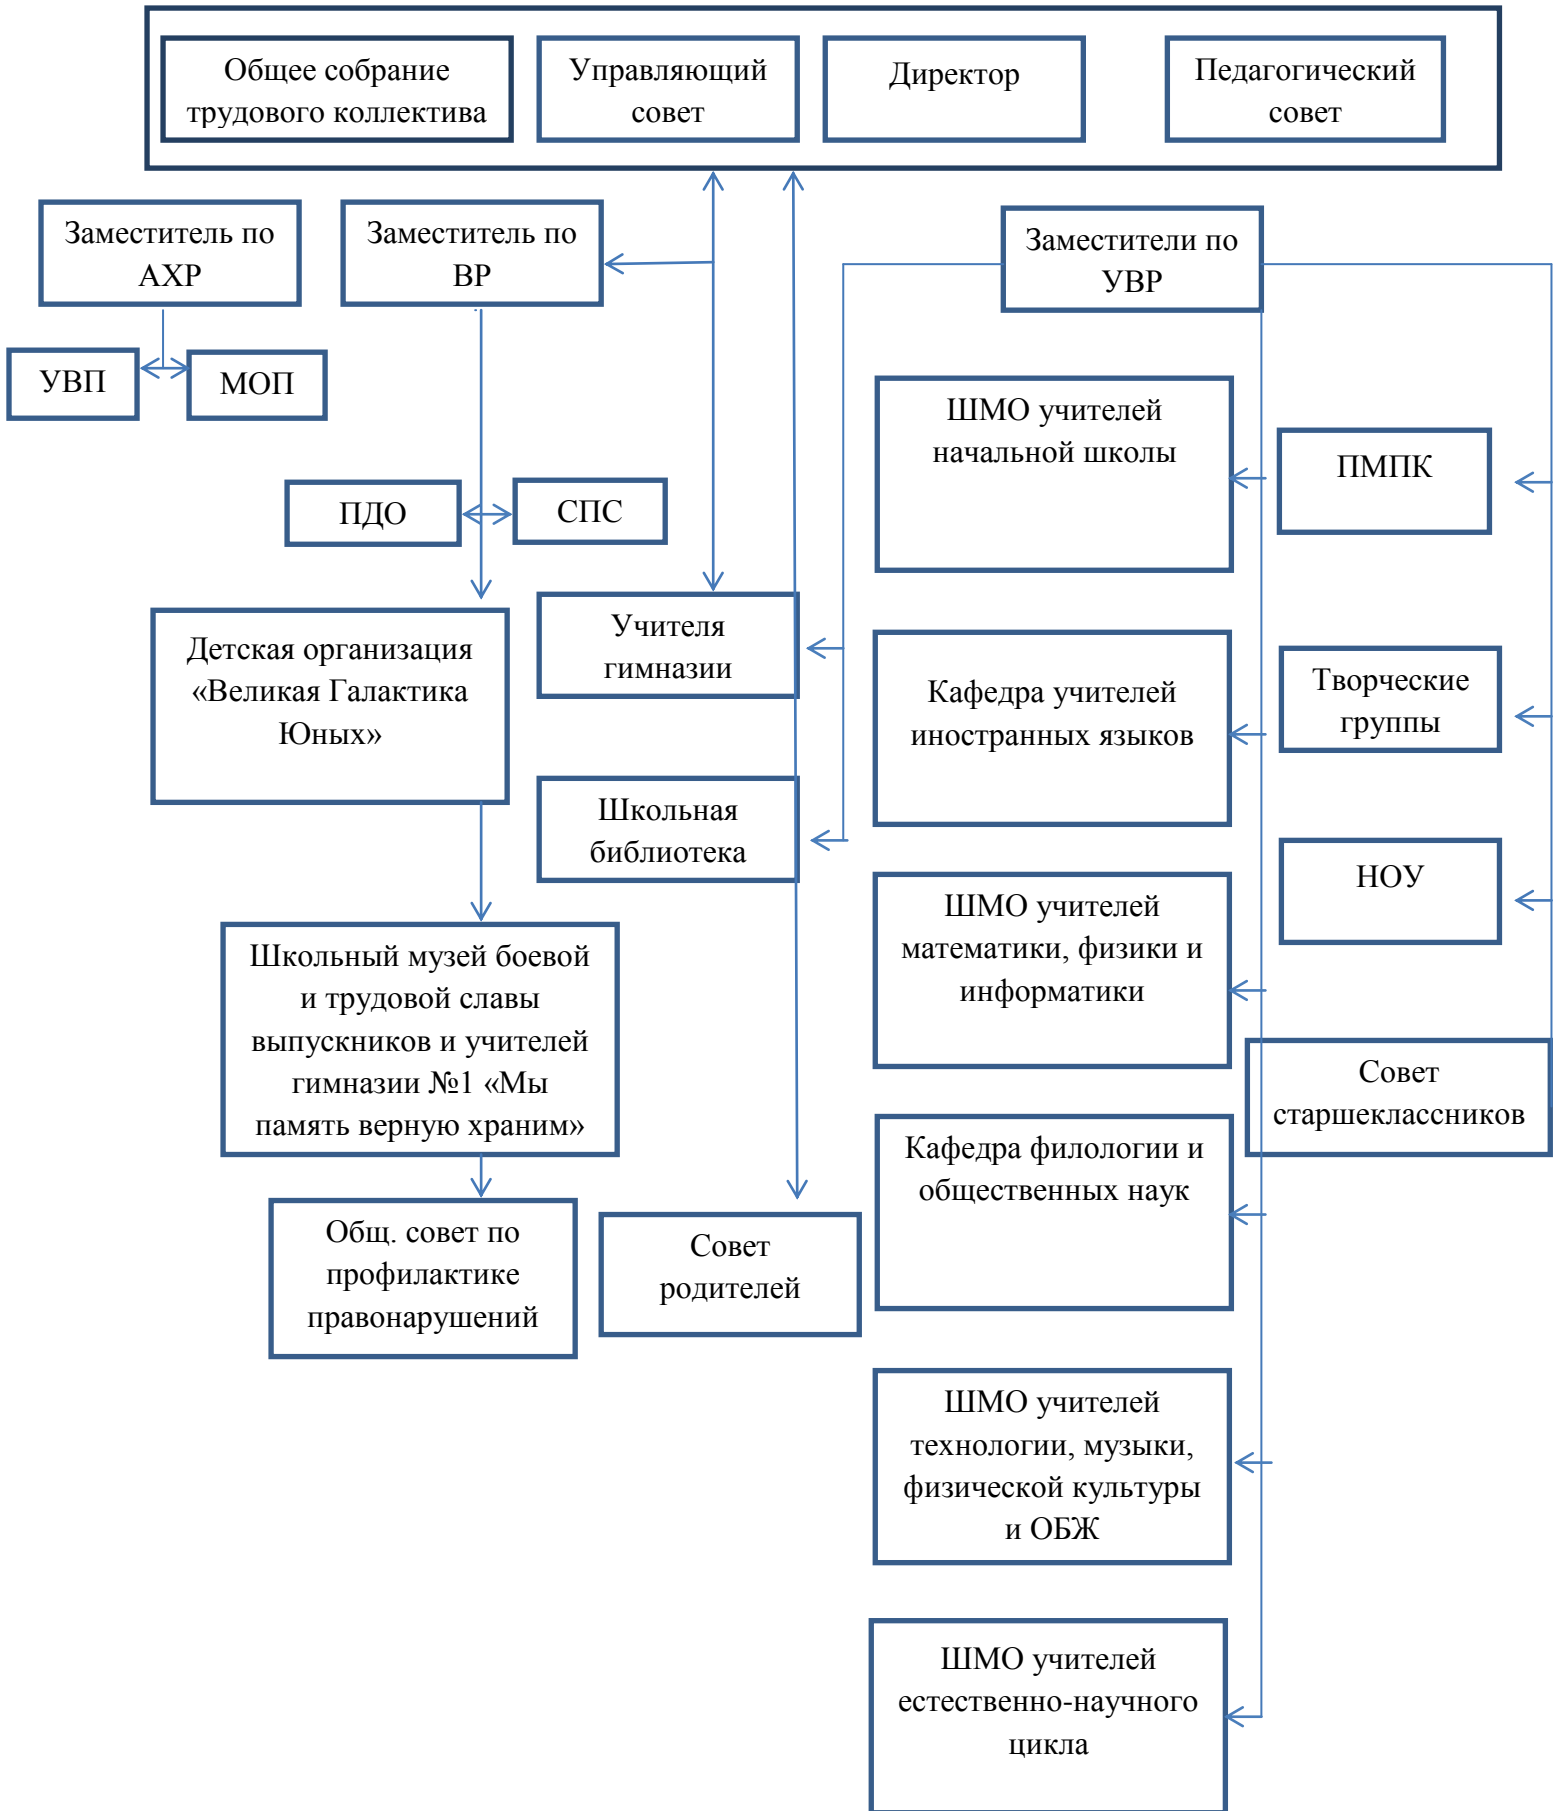 Общее собрание
трудового коллектива
Управляющий
совет
Директор
Педагогический
совет
Заместитель по
АХР
Заместитель по
ВР
Заместители по
УВР
УВП
МОП
ПДО
СПС
Детская организация
«Великая Галактика
Юных»
Школьный музей боевой
и трудовой славы
выпускников и учителей
гимназии №1 «Мы
память верную храним»
Общ. совет по
профилактике
правонарушений
Учителя
гимназии
Школьная
библиотека
Совет
родителей
ШМО учителей
начальной школы
Кафедра учителей
иностранных языков
ШМО учителей
математики, физики и
информатики
Кафедра филологии и
общественных наук
ШМО учителей
технологии, музыки,
физической культуры
и ОБЖ
ШМО учителей
естественно-научного
цикла
ПМПК
Творческие
группы
НОУ
Совет
старшеклассников